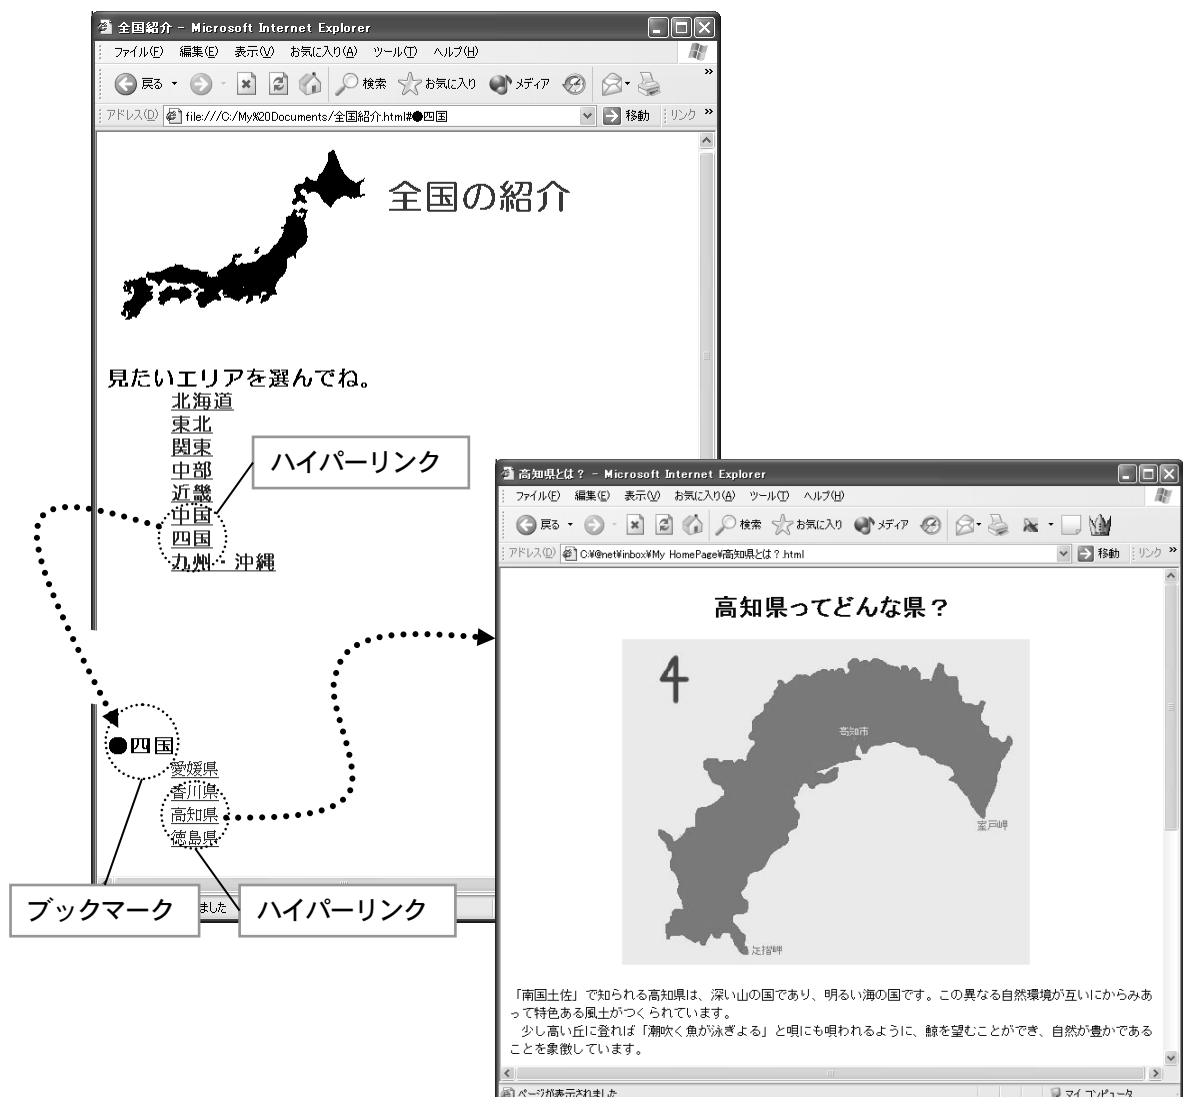 全国紹介 - Microsoft Internet Explorer
ファイル(F) 編集(E) 表示(V) お気に入り(A) ツール(T) ヘルプ(H)
戻る 検索 お気に入り メディア »
アドレス(D) file:///C:/My%20Documents/全国紹介.html#●四国 移動 リンク »
全国の紹介
見たいエリアを選んでね。
北海道
東北
関東
中部
近畿
中国
四国
九州・沖縄
ハイパーリンク
●四国
愛媛県
香川県
高知県
徳島県
ブックマーク
ました
ハイパーリンク
高知県とは？ - Microsoft Internet Explorer
ファイル(F) 編集(E) 表示(V) お気に入り(A) ツール(T) ヘルプ(H)
戻る 検索 お気に入り メディア
アドレス(D) C:¥@net¥inbox¥My HomePage¥高知県とは？.html 移動 リンク »
高知県ってどんな県？
4
高知市
室戸岬
足摺岬
「南国土佐」で知られる高知県は、深い山の国であり、明るい海の国です。この異なる自然環境が互いにからみあ
って特色ある風土がつくられています。
少し高い丘に登れば「潮吹く魚が泳ぎよる」と唄にも唄われるように、鯨を望むことができ、自然が豊かである
ことを象徴しています。
ページが表示されました マイ コンピュータ